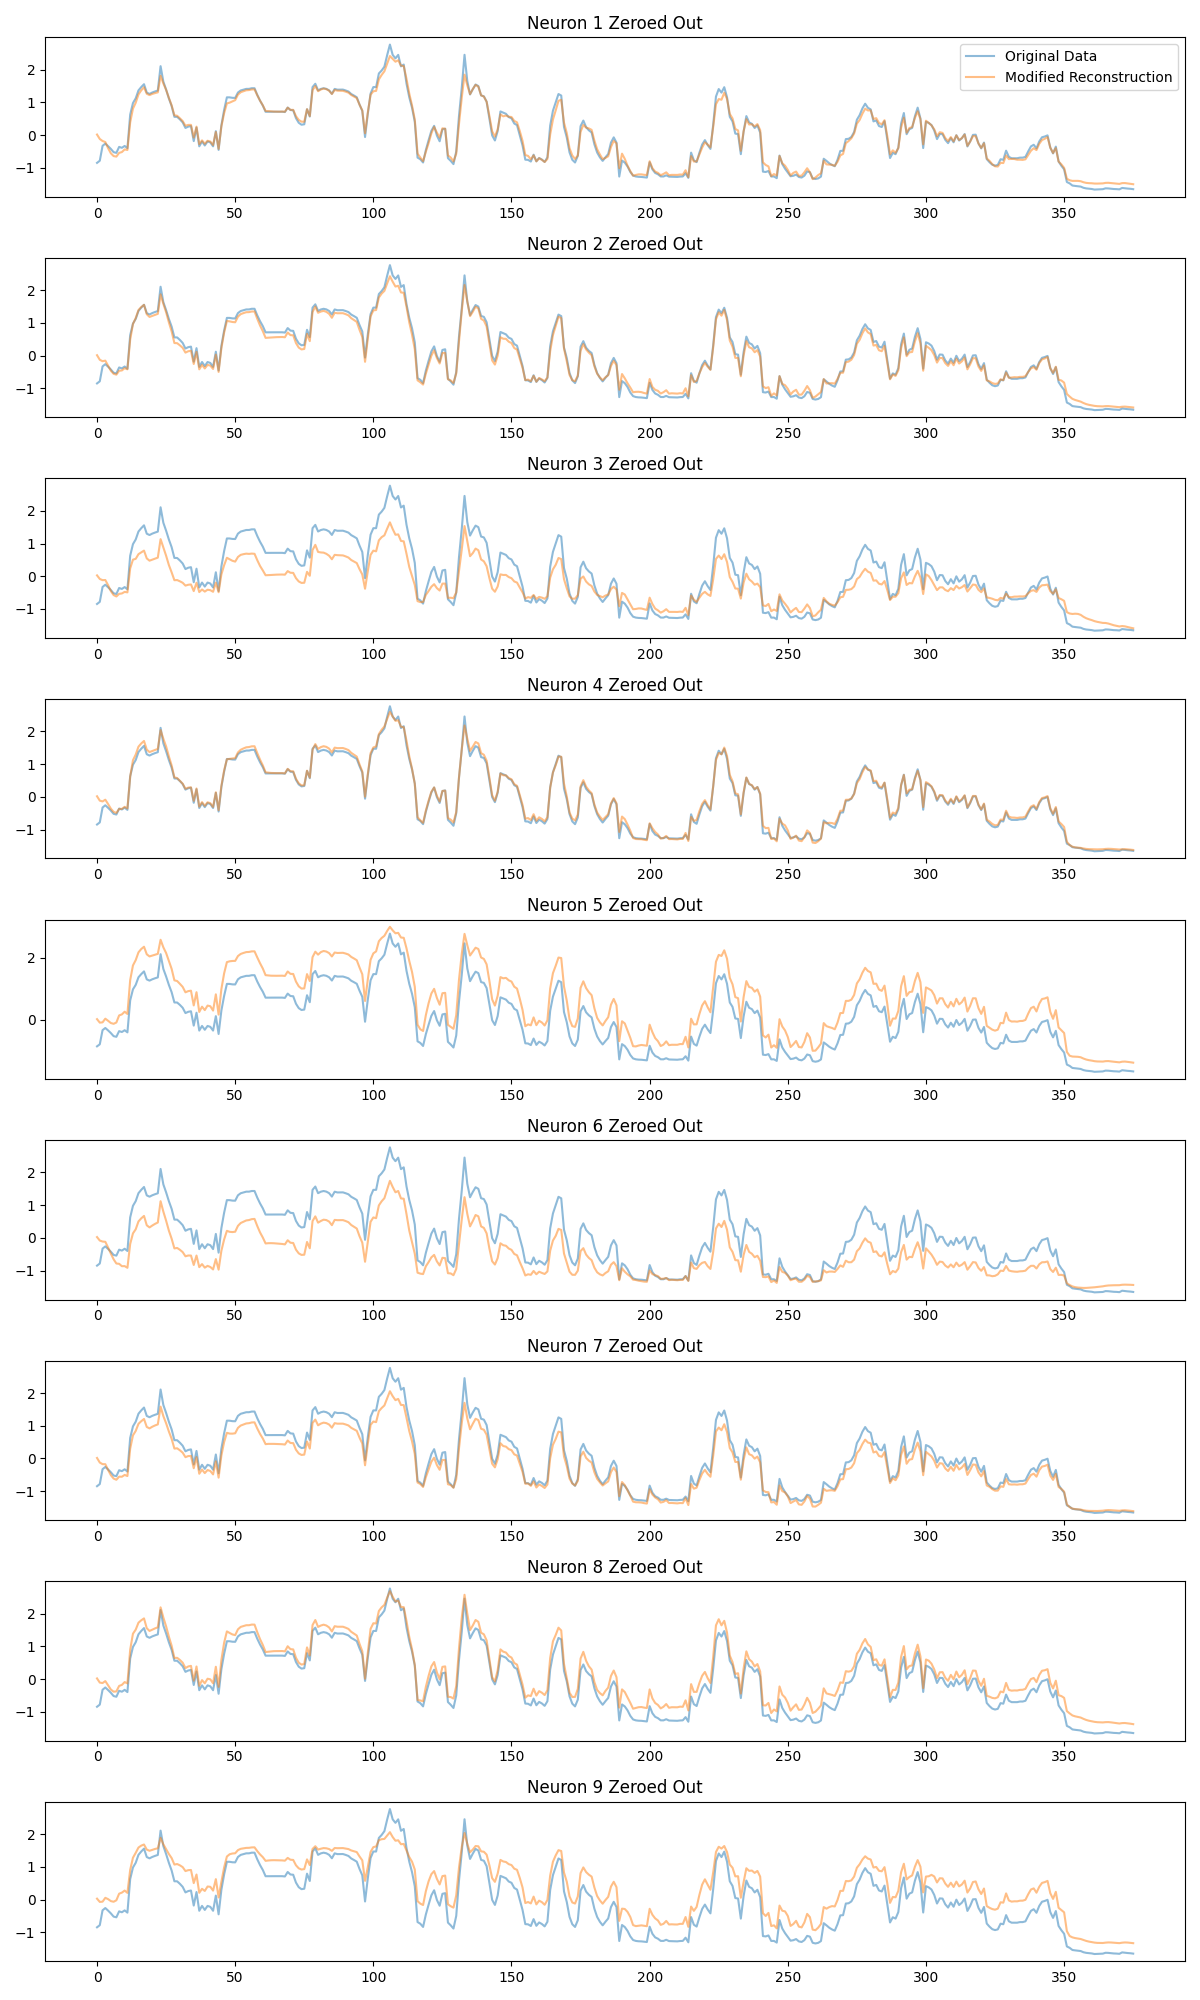 Neuron 1 Zeroed Out
Original Data
Modified Reconstruction
2
1
0
−1
0 50 100 150 200 250 300 350
Neuron 2 Zeroed Out
2
1
0
−1
0 50 100 150 200 250 300 350
Neuron 3 Zeroed Out
2
1
0
−1
0 50 100 150 200 250 300 350
Neuron 4 Zeroed Out
2
1
0
−1
0 50 100 150 200 250 300 350
Neuron 5 Zeroed Out
2
0
0 50 100 150 200 250 300 350
Neuron 6 Zeroed Out
2
1
0
−1
0 50 100 150 200 250 300 350
Neuron 7 Zeroed Out
2
1
0
−1
0 50 100 150 200 250 300 350
Neuron 8 Zeroed Out
2
1
0
−1
0 50 100 150 200 250 300 350
Neuron 9 Zeroed Out
2
1
0
−1
0 50 100 150 200 250 300 350